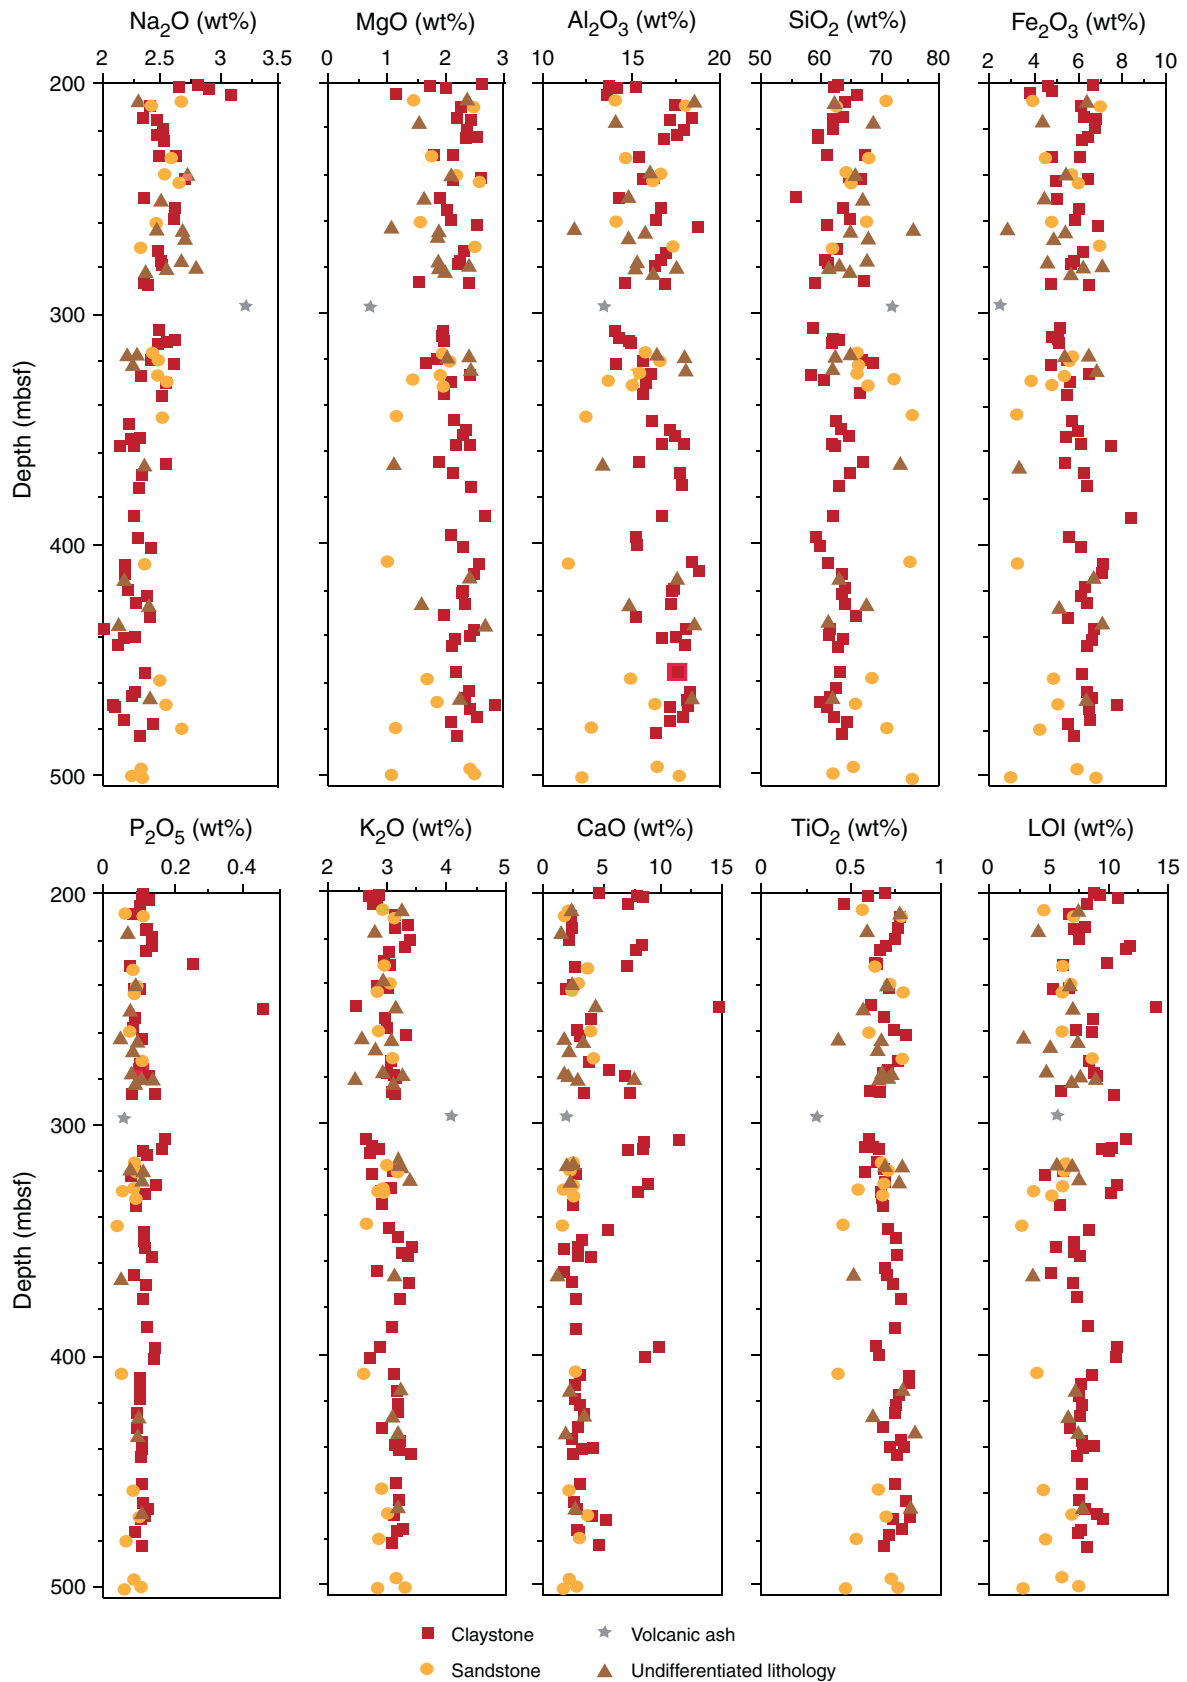 Na2O (wt%) MgO (wt%) Al2O3 (wt%) SiO2 (wt%) Fe2O3 (wt%)
2 2.5 3 3.5 0 1 2 3 10 15 20 50 60 70 80 2 4 6 8 10
200
300
400
500
Depth (mbsf)
P2O5 (wt%) K2O (wt%) CaO (wt%) TiO2 (wt%) LOI (wt%)
0 0.2 0.4 2 3 4 5 0 5 10 15 0 0.5 1 0 5 10 15
200
300
400
500
Depth (mbsf)
Claystone Volcanic ash
Sandstone Undifferentiated lithology